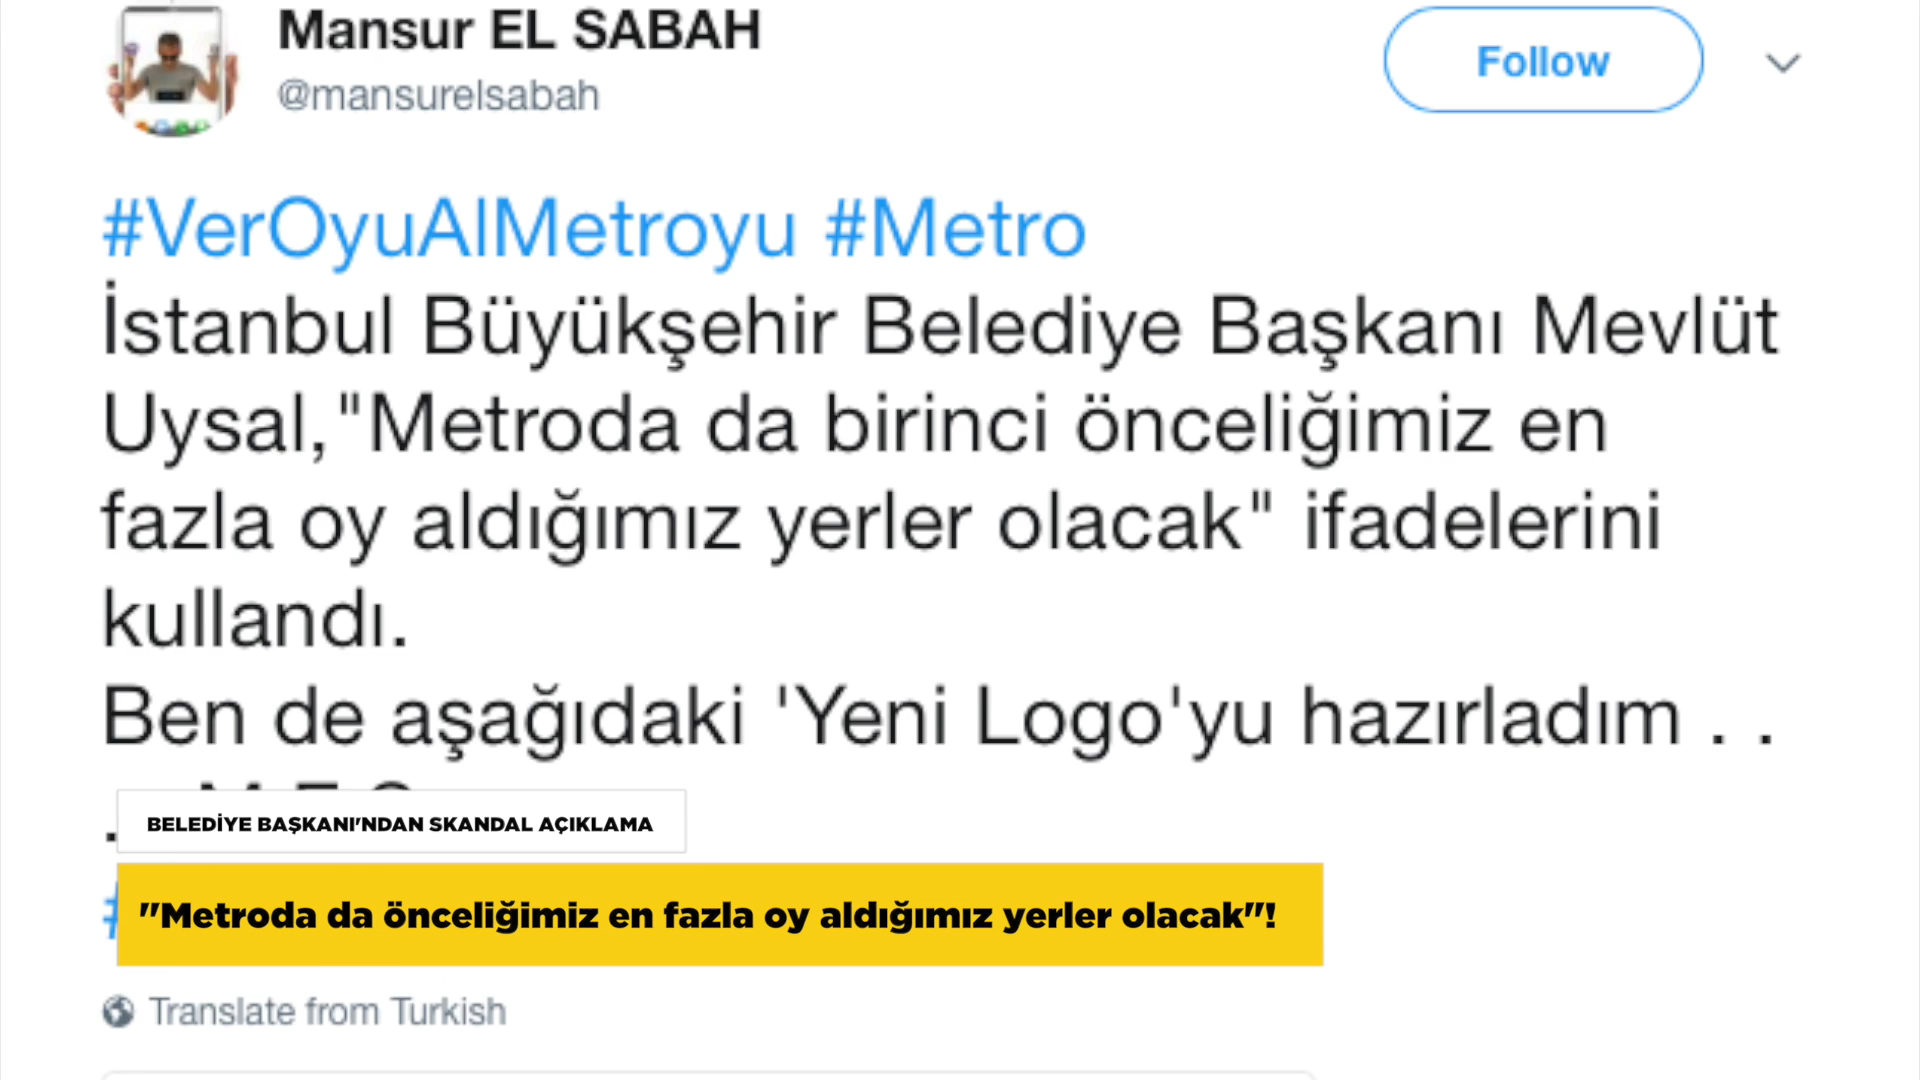 Mansur EL SABAH
@mansurelsabah
Follow
#VerOyuAlMetroyu #Metro
İstanbul Büyükşehir Belediye Başkanı Mevlüt
Uysal,"Metroda da birinci önceliğimiz en
fazla oy aldığımız yerler olacak" ifadelerini
kullandı.
Ben de aşağıdaki 'Yeni Logo'yu hazırladım . .
.
BELEDİYE BAŞKANI'NDAN SKANDAL AÇIKLAMA
#
"Metroda da önceliğimiz en fazla oy aldığımız yerler olacak"!
Translate from Turkish